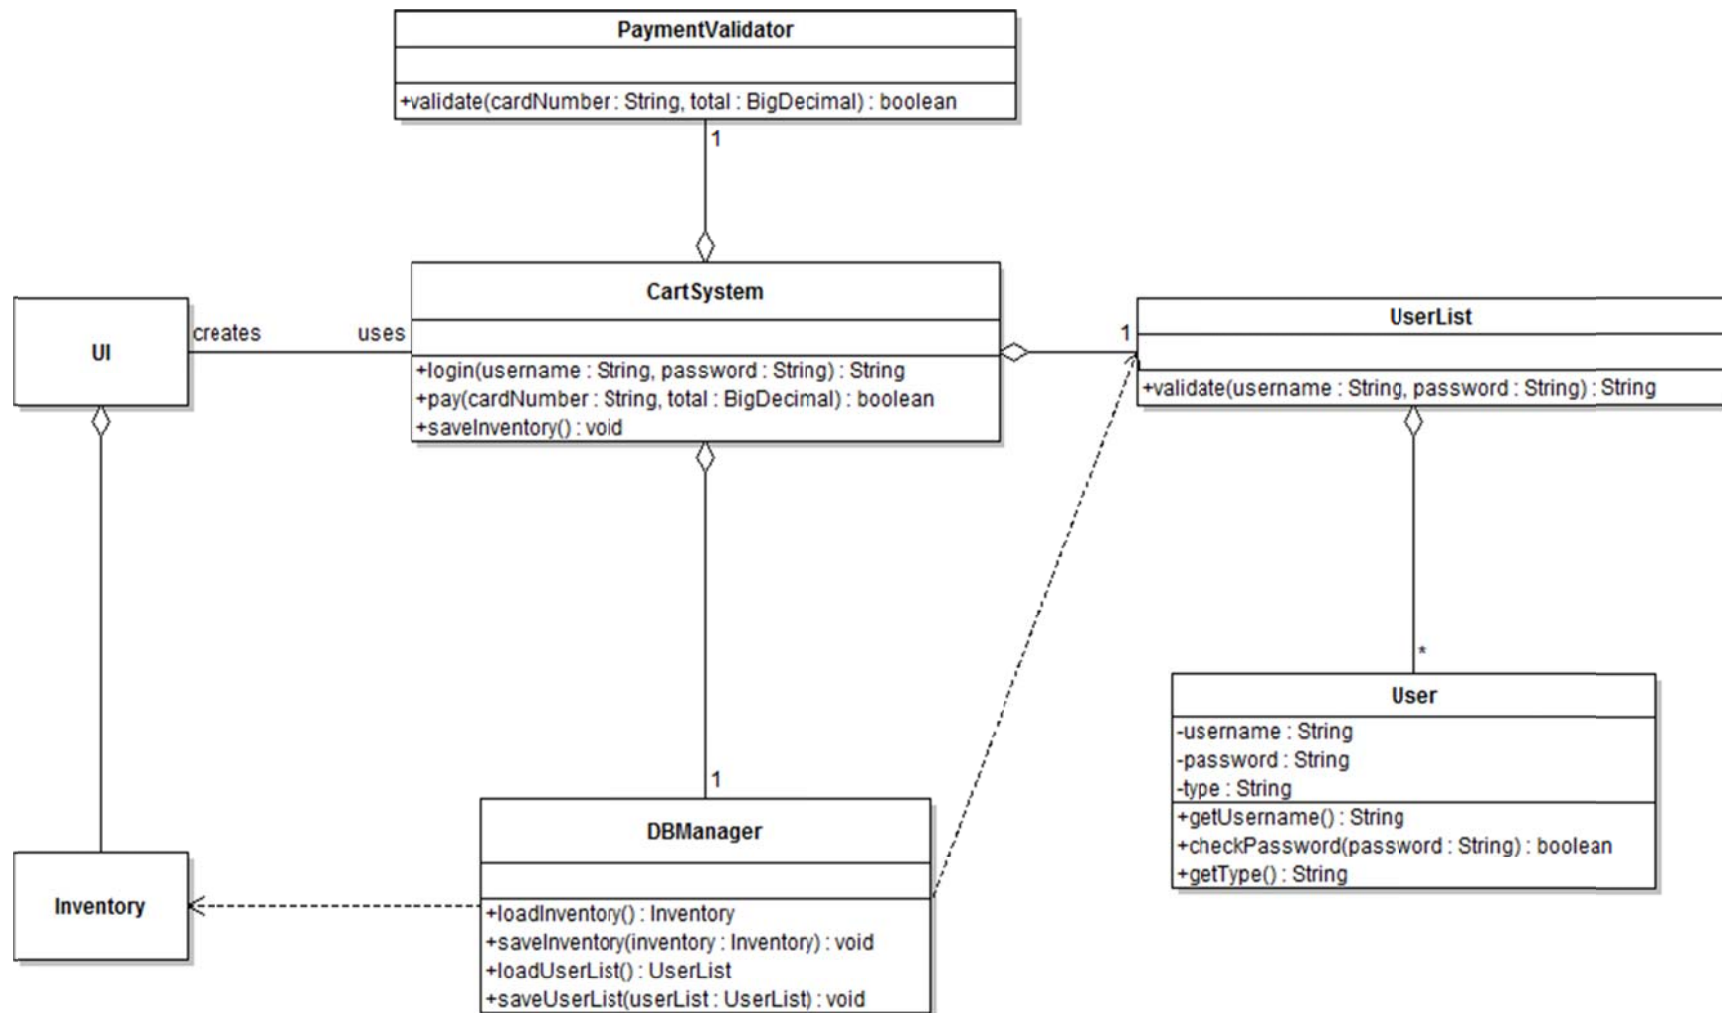 PaymentValidator
+validate(cardNumber : String, total : BigDecimal) : boolean
1
CartSystem
+login(username : String, password : String) : String
+pay(cardNumber : String, total : BigDecimal) : boolean
+saveInventory() : void
UI
creates
uses
1
UserList
+validate(username : String, password : String) : String
*
User
-username : String
-password : String
-type : String
+getUsername() : String
+checkPassword(password : String) : boolean
+getType() : String
1
DBManager
+loadInventory() : Inventory
+saveInventory(inventory : Inventory) : void
+loadUserList() : UserList
+saveUserList(userList : UserList) : void
Inventory